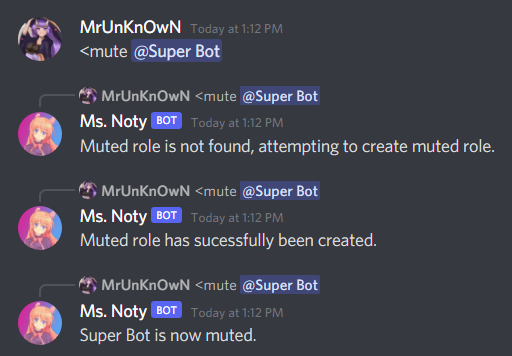 MrUnKnOwN Today at 1:12 PM
<mute @Super Bot
MrUnKnOwN <mute @Super Bot
Ms. Noty BOT Today at 1:12 PM
Muted role is not found, attempting to create muted role.
MrUnKnOwN <mute @Super Bot
Ms. Noty BOT Today at 1:12 PM
Muted role has sucessfully been created.
MrUnKnOwN <mute @Super Bot
Ms. Noty BOT Today at 1:12 PM
Super Bot is now muted.